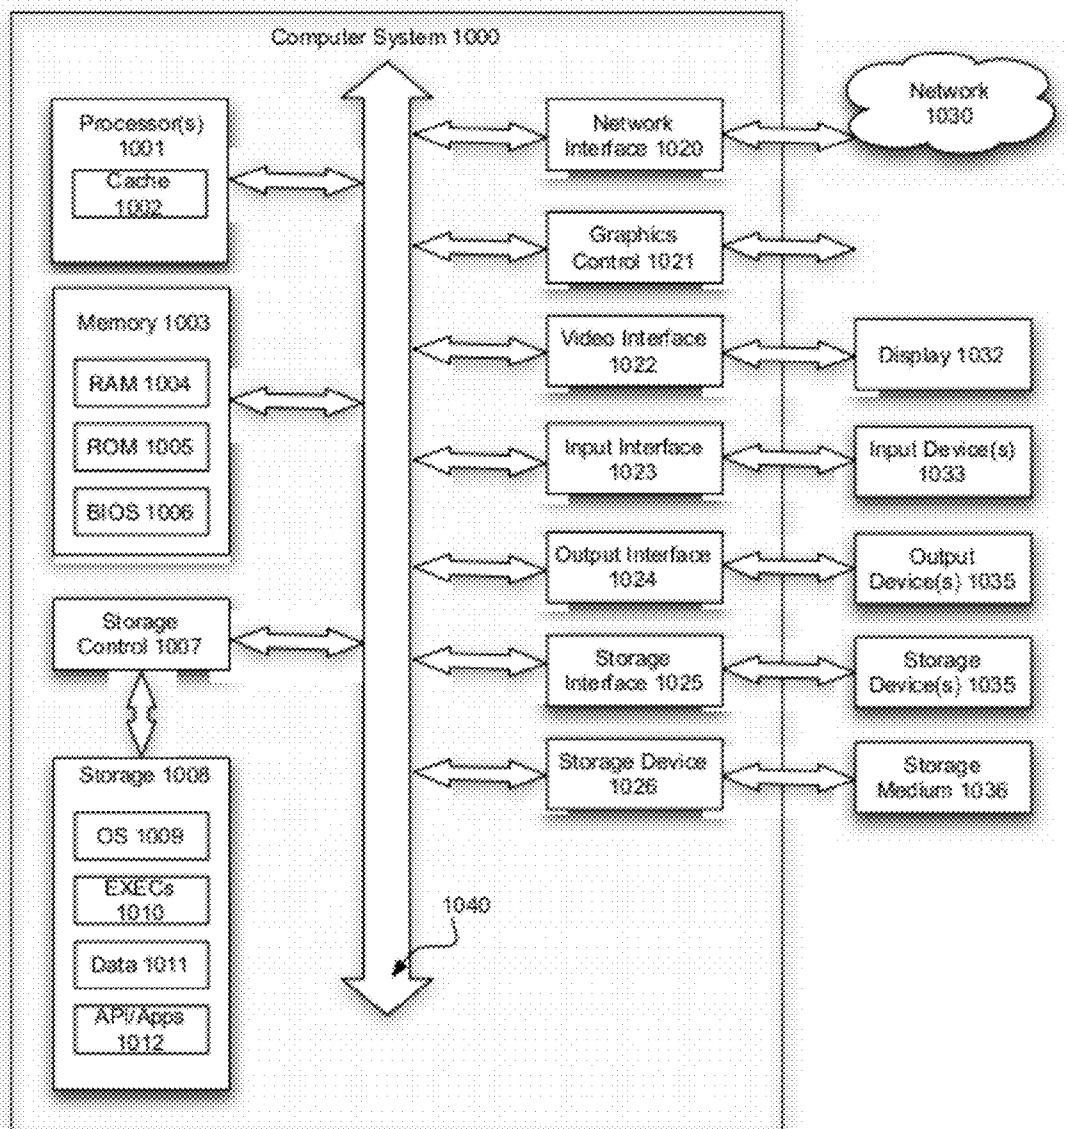 Computer System 1000
Processor(s)
1001
Cache
1002
Memory 1003
RAM 1004
ROM 1005
BIOS 1006
Storage
Control 1007
Storage 1008
OS 1009
EXECs
1010
Data 1011
API/Apps
1012
1040
Network
Interface 1020
Graphics
Control 1021
Video Interface
1022
Input Interface
1023
Output Interface
1024
Storage
Interface 1025
Storage Device
1026
Network
1030
Display 1032
Input Device(s)
1033
Output
Device(s) 1035
Storage
Device(s) 1035
Storage
Medium 1036